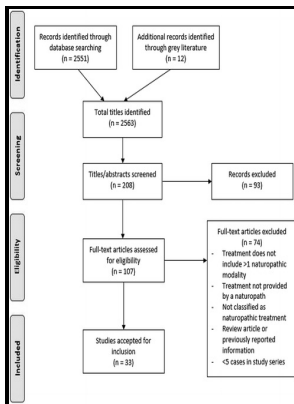 Identification
Records identified through
database searching
(n = 2551)
Additional records identified
through grey literature
(n = 12)
Total titles identified
(n = 2563)
Screening
Titles/abstracts screened
(n = 208)
Records excluded
(n = 93)
Eligibility
Full-text articles assessed
for eligibility
(n = 107)
Full-text articles excluded
(n = 74)
- Treatment does not
include >1 naturopathic
modality
- Treatment not provided
by a naturopath
- Not classified as
naturopathic treatment
- Review article or
previously reported
information
- <5 cases in study series
Included
Studies accepted for
inclusion
(n = 33)